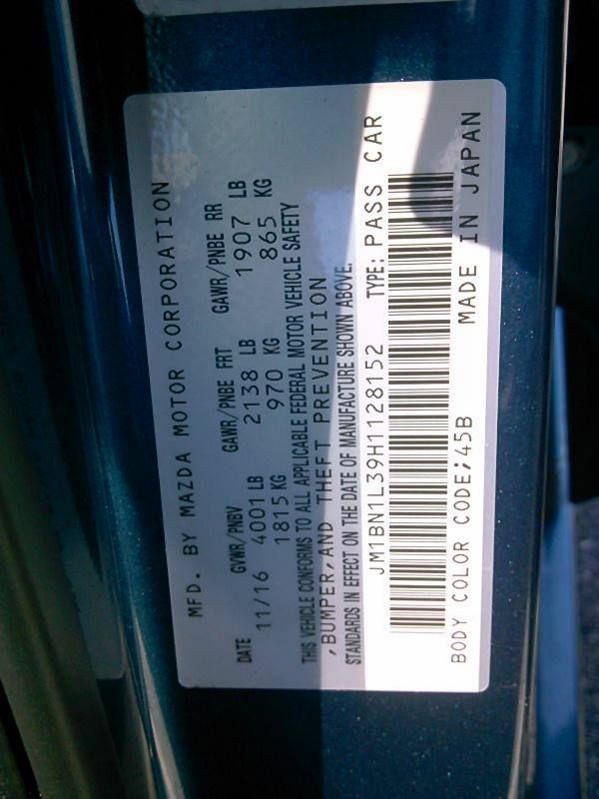 MFD. BY MAZDA MOTOR CORPORATION
DATE GVWR/PNBV GAWR/PNBE FRT GAWR/PNBE RR
11/16 4001 LB 2138 LB 1907 LB
1815 KG 970 KG 865 KG
THIS VEHICLE CONFORMS TO ALL APPLICABLE FEDERAL MOTOR VEHICLE SAFETY
,BUMPER,AND THEFT PREVENTION
STANDARDS IN EFFECT ON THE DATE OF MANUFACTURE SHOWN ABOVE.
JM1BN1L39H1128152 TYPE: PASS CAR
BODY COLOR CODE;45B MADE IN JAPAN